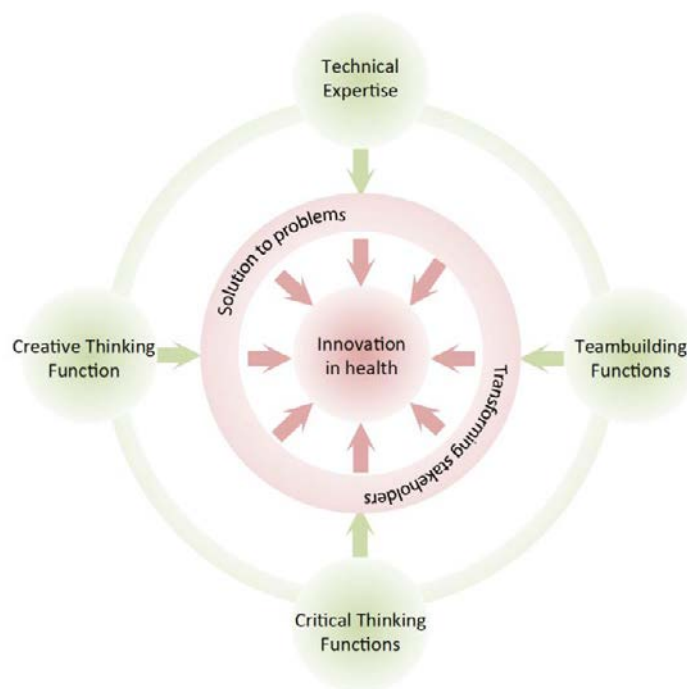 Technical
Expertise
Solution to problems
Creative Thinking
Function
Innovation
in health
Teambuilding
Functions
Transforming stakeholders
Critical Thinking
Functions